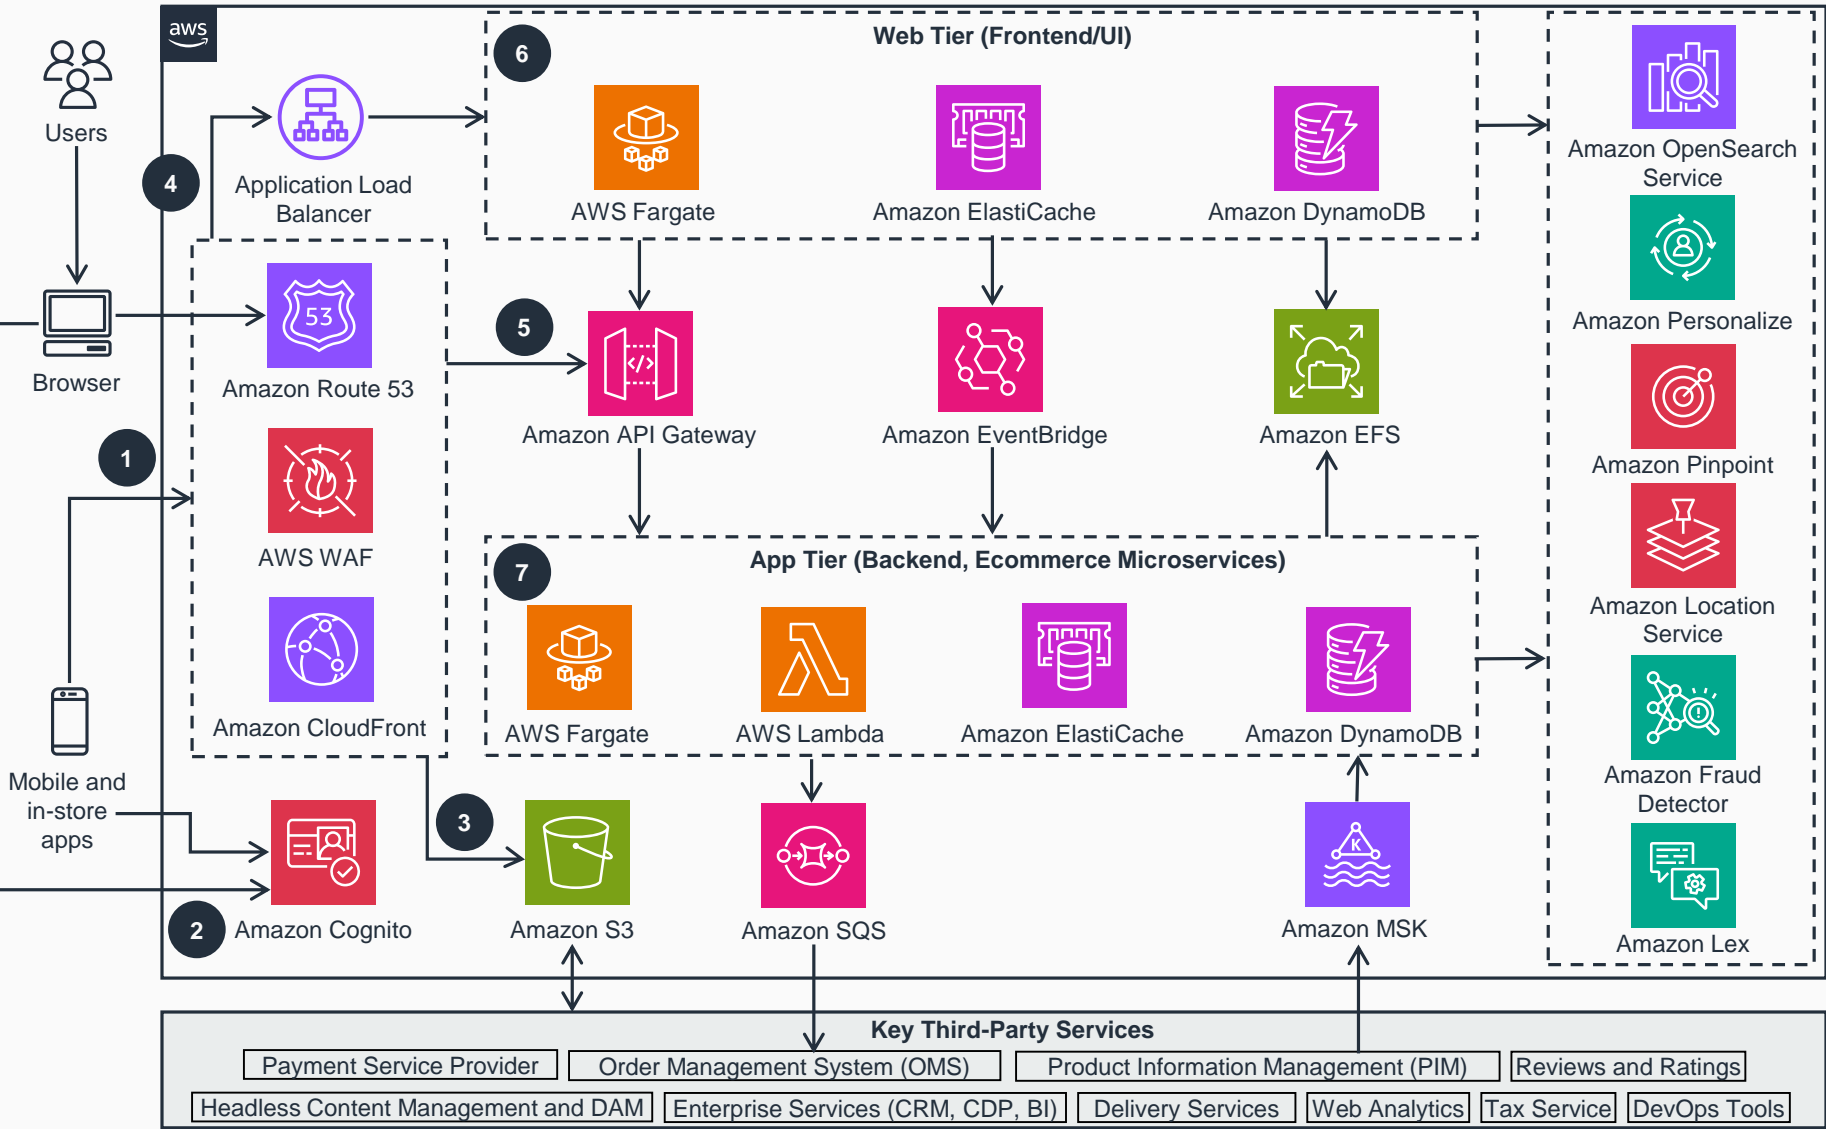 aws
Users
Browser
Mobile and
in-store
apps
1
2
3
4
5
6
7
Application Load
Balancer
53
Amazon Route 53
AWS WAF
Amazon CloudFront
Amazon Cognito
Web Tier (Frontend/UI)
AWS Fargate
Amazon ElastiCache
Amazon DynamoDB
</>
Amazon API Gateway
Amazon EventBridge
Amazon EFS
App Tier (Backend, Ecommerce Microservices)
AWS Fargate
AWS Lambda
Amazon ElastiCache
Amazon DynamoDB
Amazon S3
Amazon SQS
K
Amazon MSK
Amazon OpenSearch
Service
Amazon Personalize
Amazon Pinpoint
Amazon Location
Service
Amazon Fraud
Detector
Amazon Lex
Key Third-Party Services
Payment Service Provider
Order Management System (OMS)
Product Information Management (PIM)
Reviews and Ratings
Headless Content Management and DAM
Enterprise Services (CRM, CDP, BI)
Delivery Services
Web Analytics
Tax Service
DevOps Tools